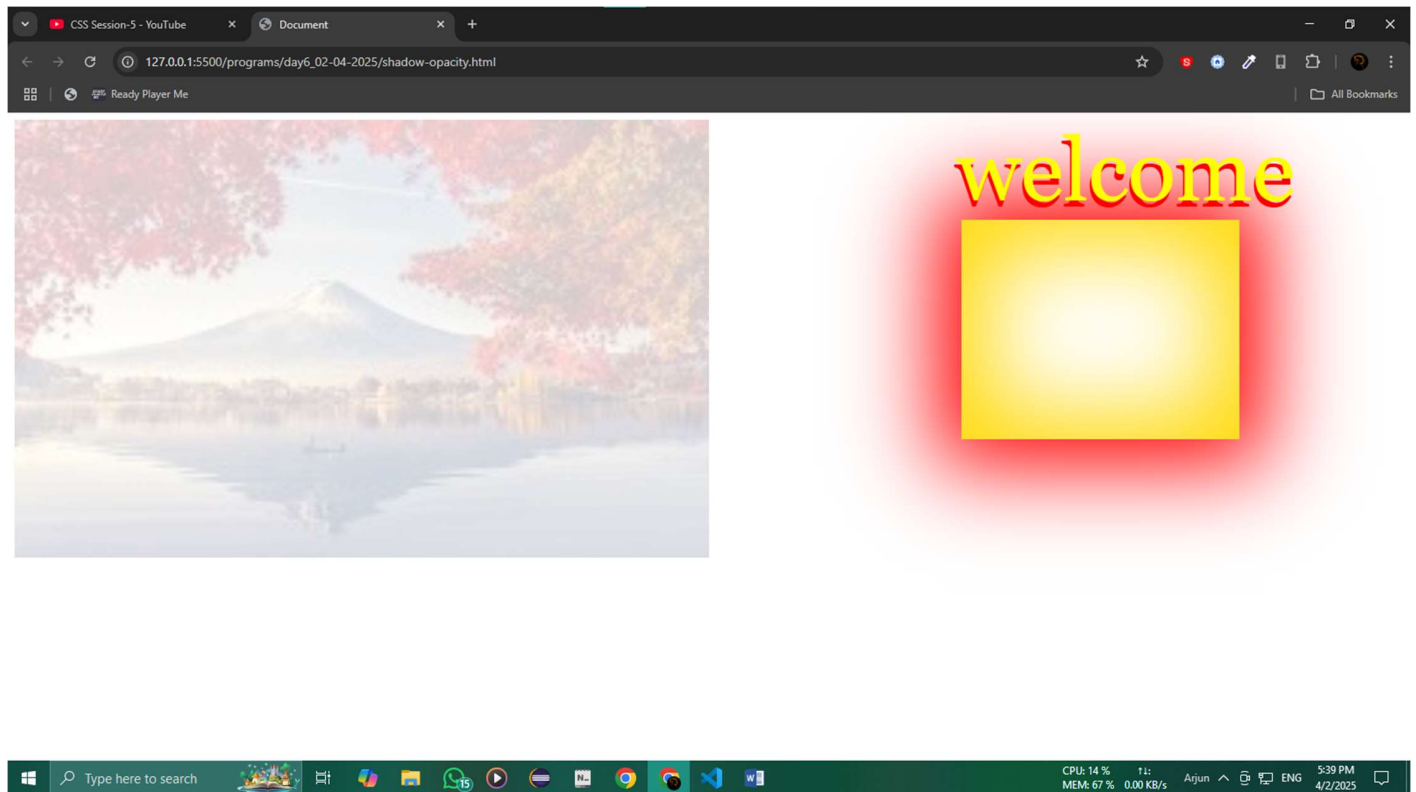 CSS Session-5 - YouTube
Document
127.0.0.1:5500/programs/day6_02-04-2025/shadow-opacity.html
S
Ready Player Me
All Bookmarks
welcome
Type here to search
15
N..
W
CPU: 14 %
MEM: 67 %
↑↓:
0.00 KB/s
Arjun
ENG
5:39 PM
4/2/2025